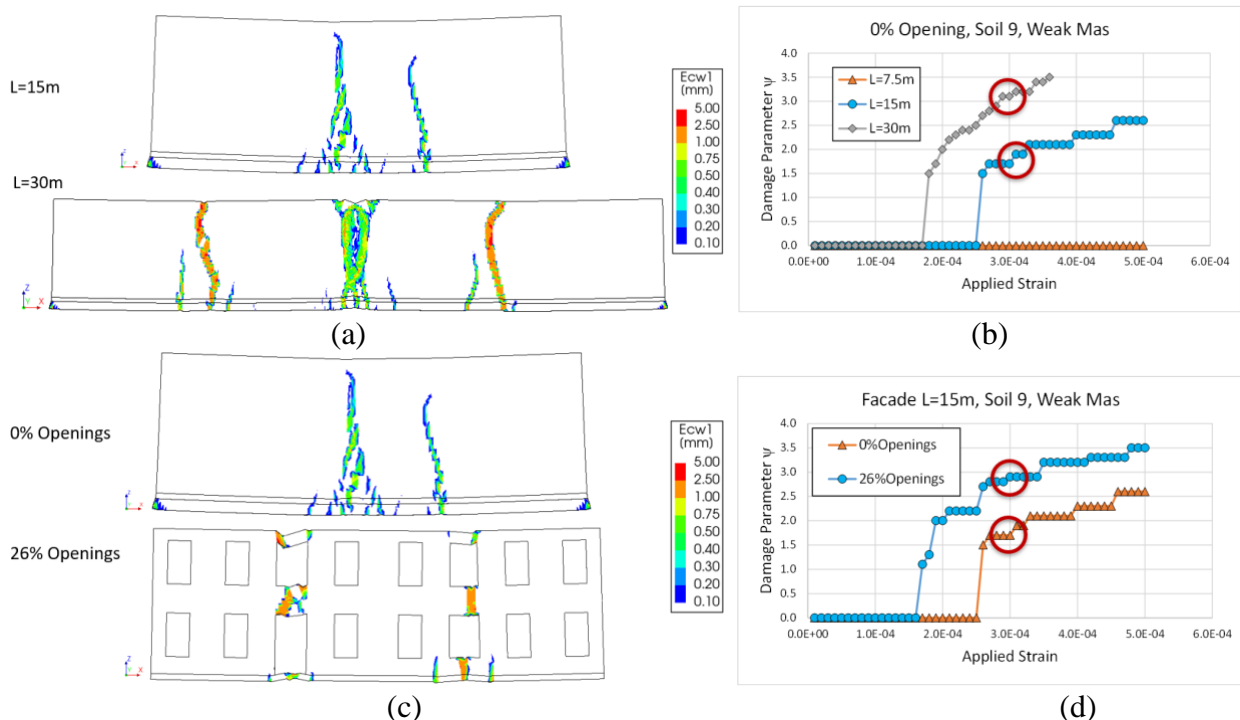 L=15m
Ecw1
(mm)
5.00
2.50
1.00
0.75
0.50
0.40
0.30
0.20
0.10
L=30m
Z
Y
X
Z
Y
X
(a)
0% Opening, Soil 9, Weak Mas
L=7.5m
L=15m
L=30m
Damage Parameter ψ
4.0
3.5
3.0
2.5
2.0
1.5
1.0
0.5
0.0
0.0E+00 1.0E-04 2.0E-04 3.0E-04 4.0E-04 5.0E-04 6.0E-04
Applied Strain
(b)
0% Openings
Ecw1
(mm)
5.00
2.50
1.00
0.75
0.50
0.40
0.30
0.20
0.10
26% Openings
Z
Y
X
Z
Y
X
(c)
Facade L=15m, Soil 9, Weak Mas
0%Openings
26%Openings
Damage Parameter ψ
4.0
3.5
3.0
2.5
2.0
1.5
1.0
0.5
0.0
0.0E+00 1.0E-04 2.0E-04 3.0E-04 4.0E-04 5.0E-04 6.0E-04
Applied Strain
(d)